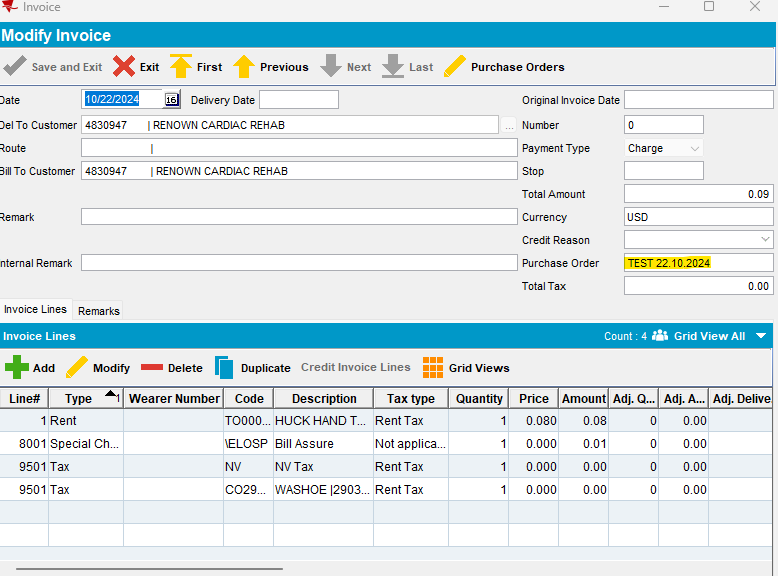 Invoice
Modify Invoice
Save and Exit Exit First Previous Next Last Purchase Orders
Date 10/22/2024 16 Delivery Date Original Invoice Date
Del To Customer 4830947 | RENOWN CARDIAC REHAB ... Number 0
Route | Payment Type Charge
Bill To Customer 4830947 | RENOWN CARDIAC REHAB Stop
Total Amount 0.09
Remark Currency USD
Credit Reason
nternal Remark Purchase Order TEST 22.10.2024
Total Tax 0.00
Invoice Lines Remarks
Invoice Lines Count : 4 Grid View All
Add Modify Delete Duplicate Credit Invoice Lines Grid Views
Line# Type 1 Wearer Number Code Description Tax type Quantity Price Amount Adj. Q... Adj. A... Adj. Delive
1 Rent TO000... HUCK HAND T... Rent Tax 1 0.080 0.08 0 0.00
8001 Special Ch... \ELOSP Bill Assure Not applica... 1 0.000 0.01 0 0.00
9501 Tax NV NV Tax Rent Tax 1 0.000 0.00 0 0.00
9501 Tax CO29... WASHOE |2903... Rent Tax 1 0.000 0.00 0 0.00